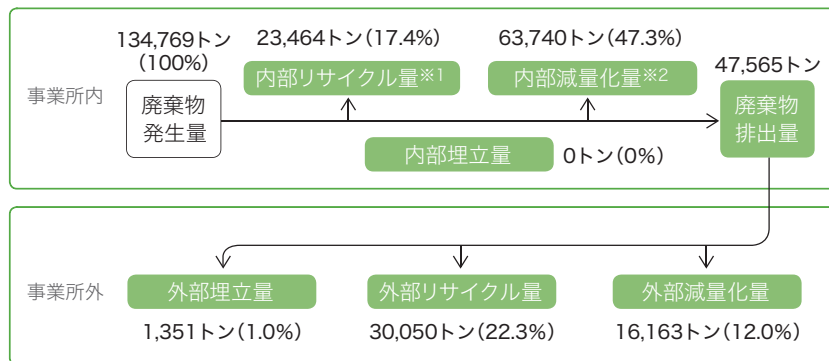 134,769トン
(100%)
23,464トン(17.4%)
63,740トン(47.3%)
47,565トン
事業所内
廃棄物
発生量
内部リサイクル量※1
内部減量化量※2
廃棄物
排出量
内部埋立量
0トン(0%)
事業所外
外部埋立量
外部リサイクル量
外部減量化量
1,351トン(1.0%)
30,050トン(22.3%)
16,163トン(12.0%)